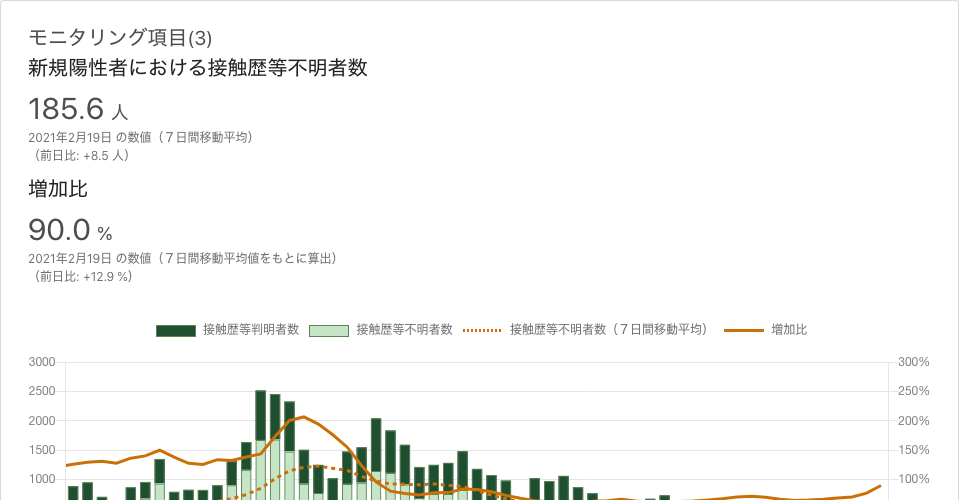 モニタリング項目(3)
新規陽性者における接触歴等不明者数
185.6 人
2021年2月19日 の数値（７日間移動平均）
（前日比: +8.5 人）
増加比
90.0 %
2021年2月19日 の数値（７日間移動平均値をもとに算出）
（前日比: +12.9 %）
接触歴等判明者数 接触歴等不明者数 接触歴等不明者数（７日間移動平均） 増加比
3000 300%
2500 250%
2000 200%
1500 150%
1000 100%